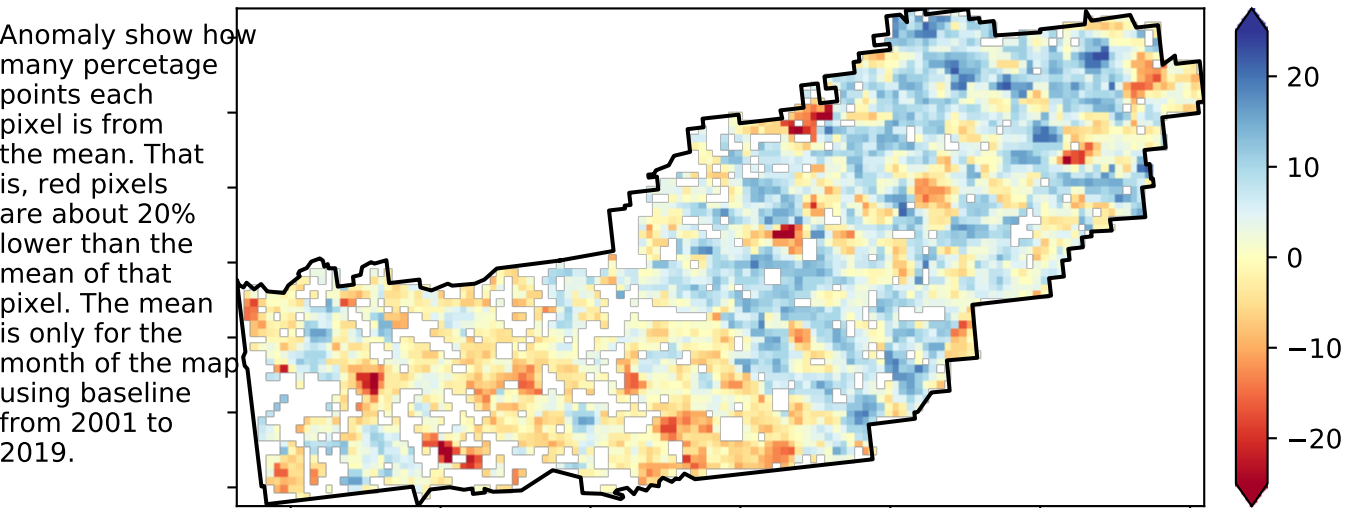 Anomaly show how
many percetage
points each
pixel is from
the mean. That
is, red pixels
are about 20%
lower than the
mean of that
pixel. The mean
is only for the
month of the map
using baseline
from 2001 to
2019.
20
10
0
−10
−20